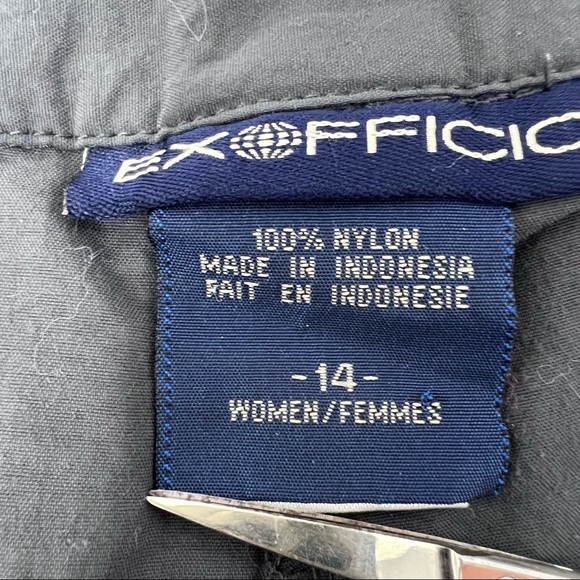 EXOFFICIO
100% NYLON
MADE IN INDONESIA
FAIT EN INDONESIE
-14-
WOMEN/FEMMES